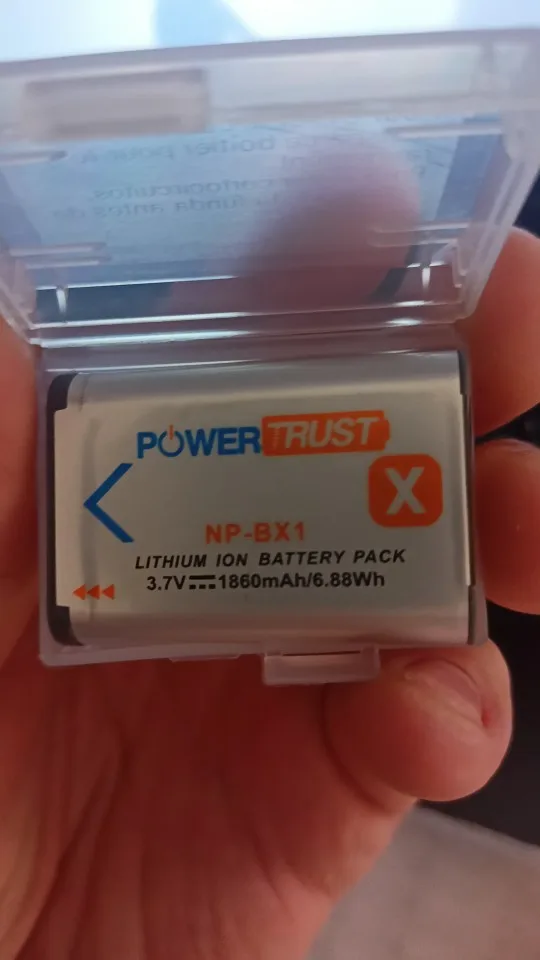 POWERTRUST
X
NP-BX1
LITHIUM ION BATTERY PACK
3.7V⎓1860mAh/6.88Wh